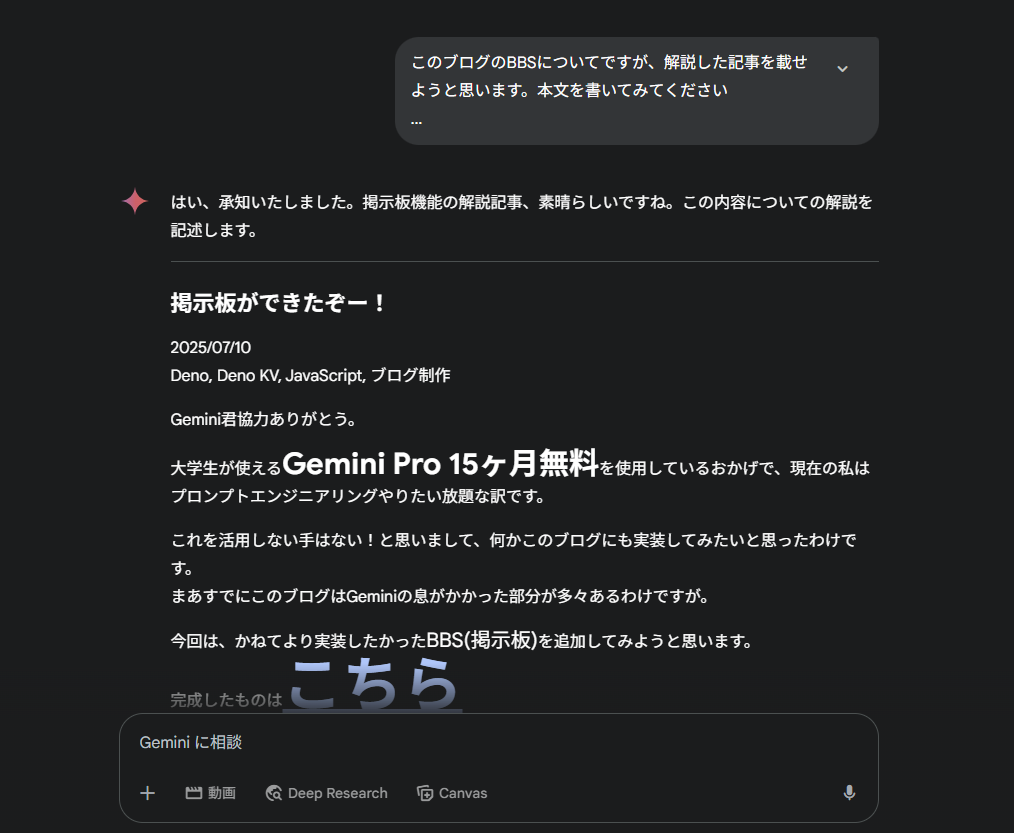 このブログのBBSについてですが、解説した記事を載せ
ようと思います。本文を書いてみてください
...
はい、承知いたしました。掲示板機能の解説記事、素晴らしいですね。この内容についての解説を
記述します。
掲示板ができたぞー！
2025/07/10
Deno, Deno KV, JavaScript, ブログ制作
Gemini君協力ありがとう。
大学生が使えるGemini Pro 15ヶ月無料を使用しているおかげで、現在の私は
プロンプトエンジニアリングやりたい放題な訳です。
これを活用しない手はない！と思いまして、何かこのブログにも実装してみたいと思ったわけで
す。
まあすでにこのブログはGeminiの息がかかった部分が多々あるわけですが。
今回は、かねてより実装したかったBBS(掲示板)を追加してみようと思います。
完成したものはこちら
Gemini に相談
動画 Deep Research Canvas